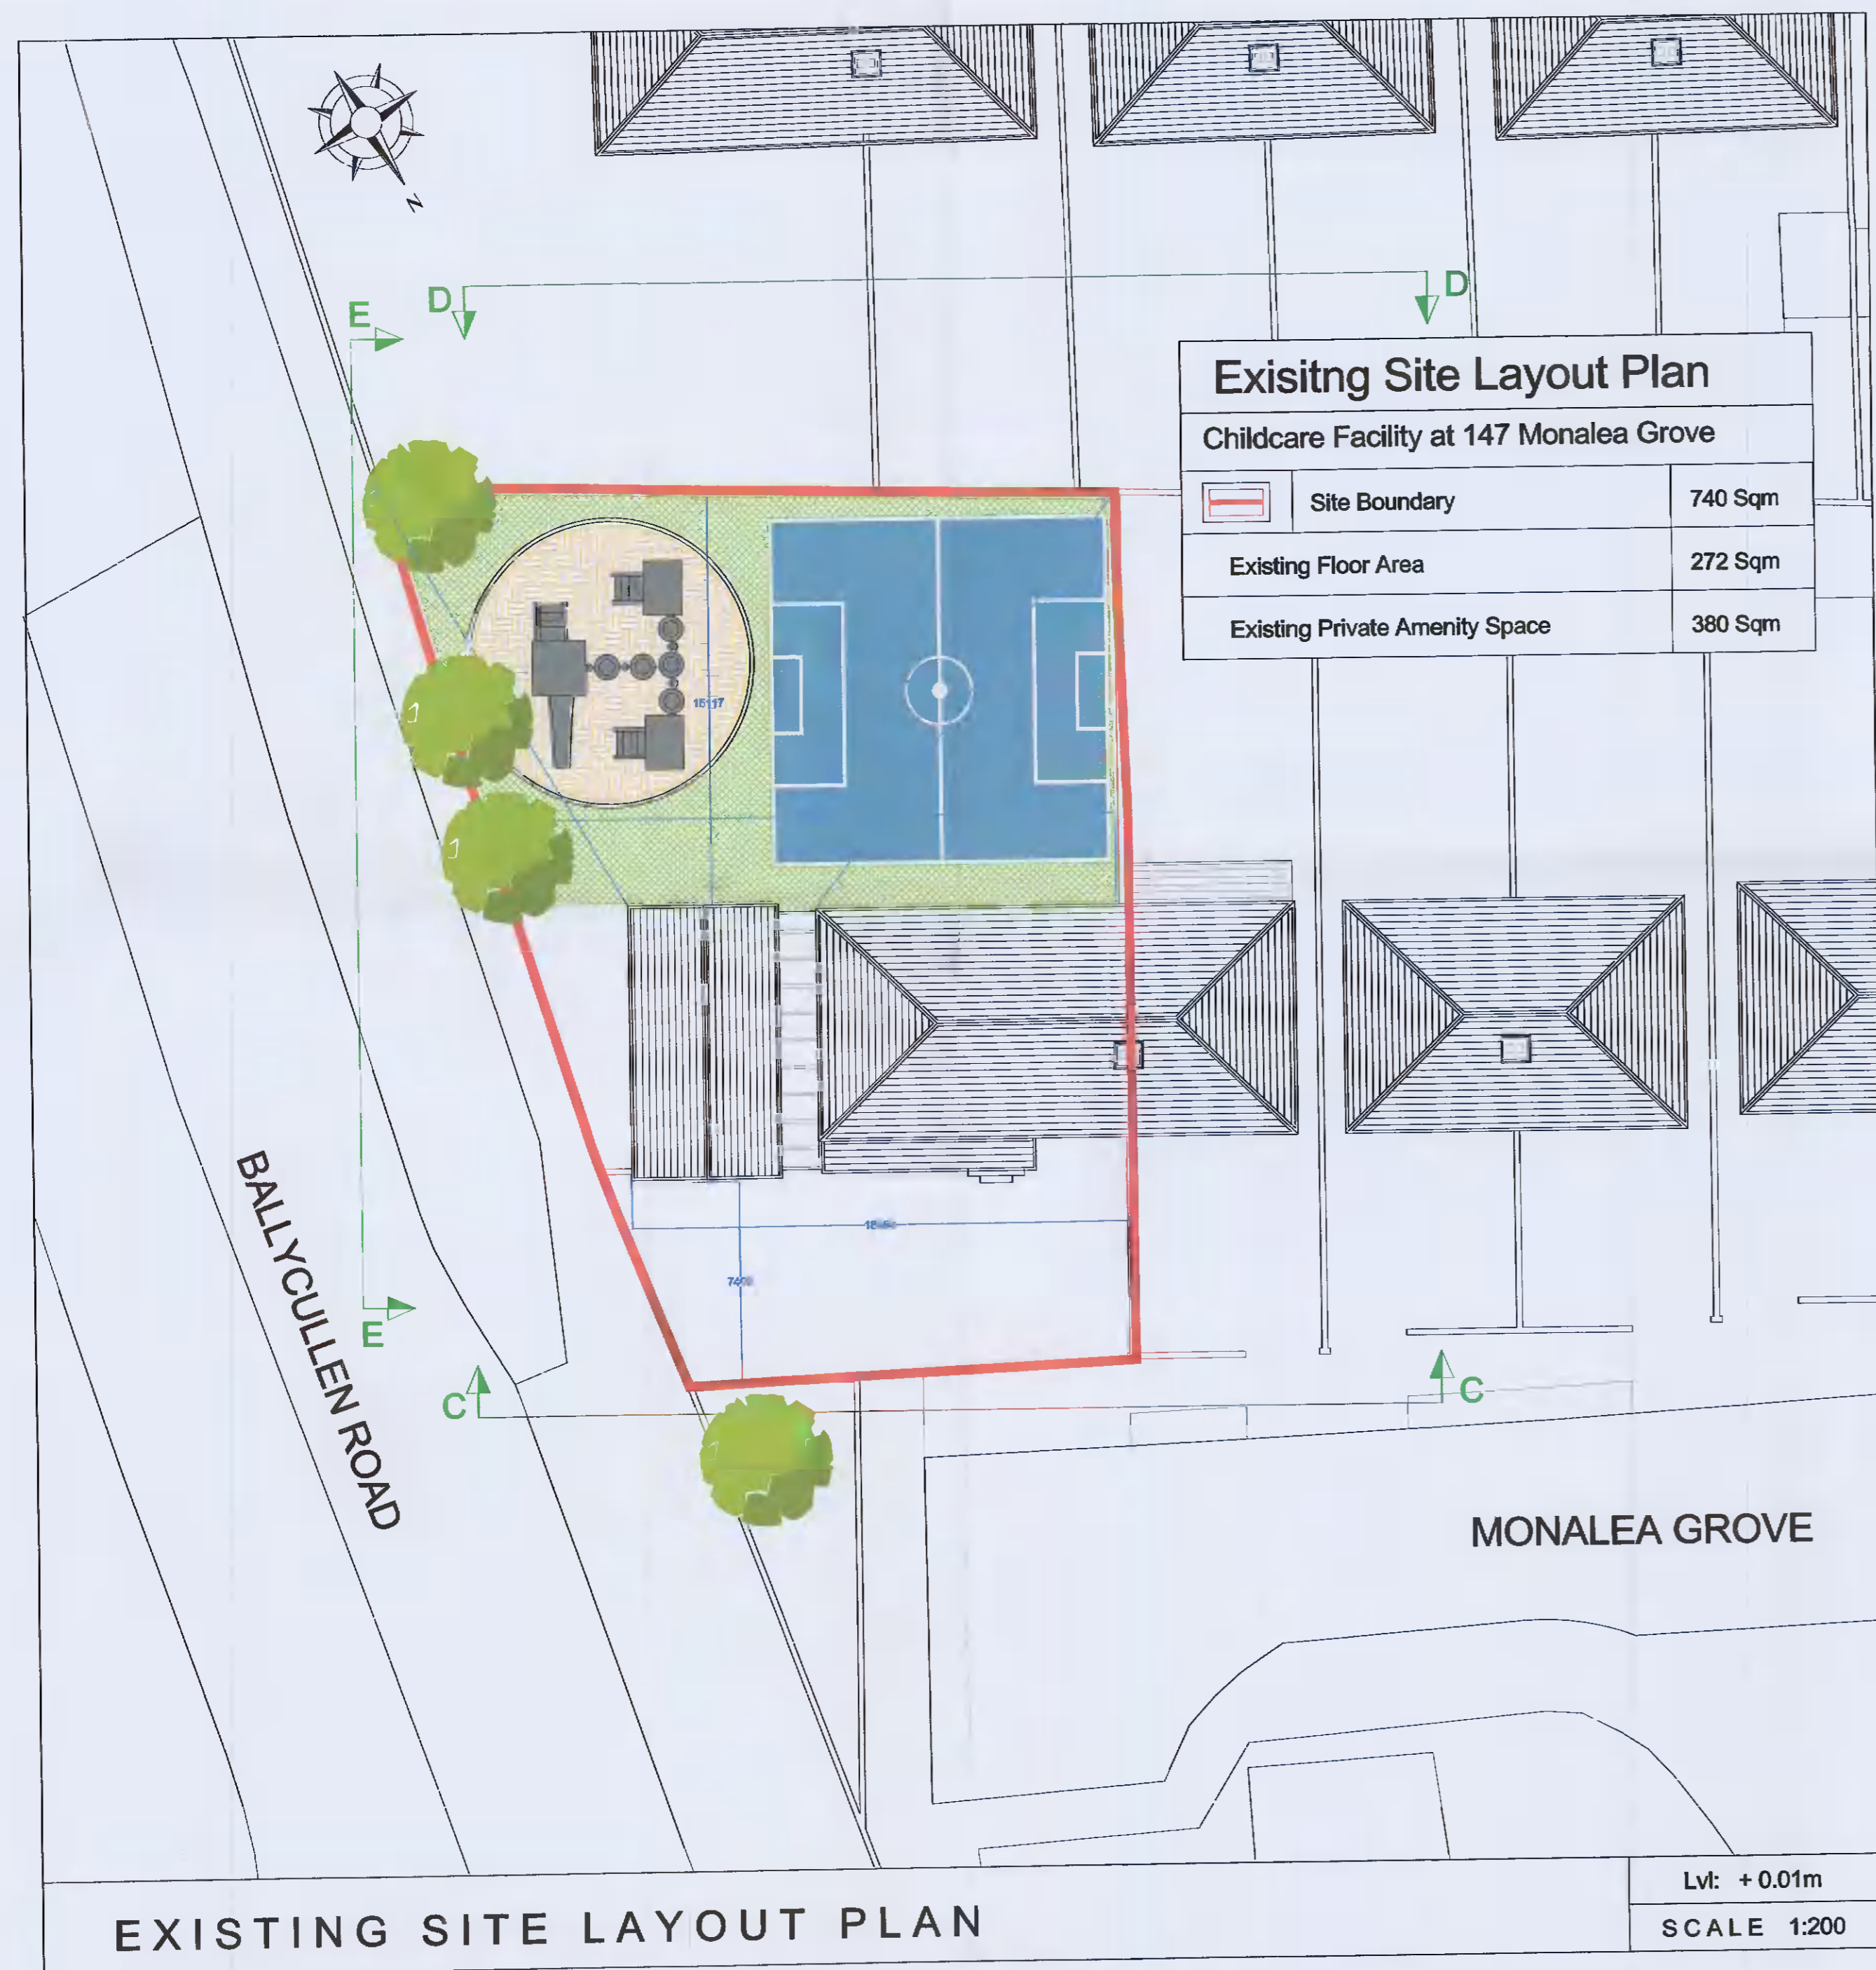 N
D
D
E
Exisitng Site Layout Plan
Childcare Facility at 147 Monalea Grove
Site Boundary 740 Sqm
Existing Floor Area 272 Sqm
Existing Private Amenity Space 380 Sqm
BALLYCULLEN ROAD
E
C
C
MONALEA GROVE
EXISTING SITE LAYOUT PLAN
Lvl: + 0.01m
SCALE 1:200